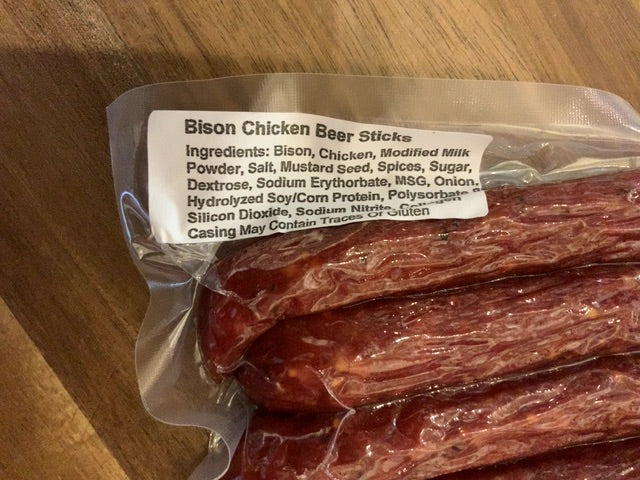 Bison Chicken Beer Sticks
Ingredients: Bison, Chicken, Modified Milk
Powder, Salt, Mustard Seed, Spices, Sugar,
Dextrose, Sodium Erythorbate, MSG, Onion,
Hydrolyzed Soy/Corn Protein, Polysorbate
Silicon Dioxide, Sodium Nitrite, Collagen
Casing May Contain Traces Of Gluten